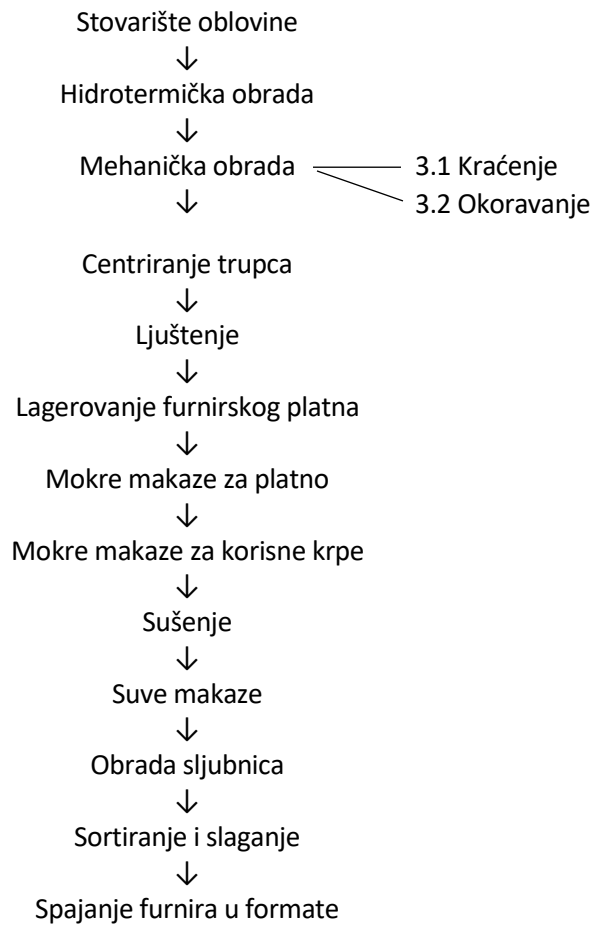 Stovarište oblovine
↓
Hidrotermička obrada
↓
Mehanička obrada
3.1 Kraćenje
↓
3.2 Okoravanje
Centriranje trupca
↓
Ljuštenje
↓
Lagerovanje furnirskog platna
↓
Mokre makaze za platno
↓
Mokre makaze za korisne krpe
↓
Sušenje
↓
Suve makaze
↓
Obrada sljubnica
↓
Sortiranje i slaganje
↓
Spajanje furnira u formate